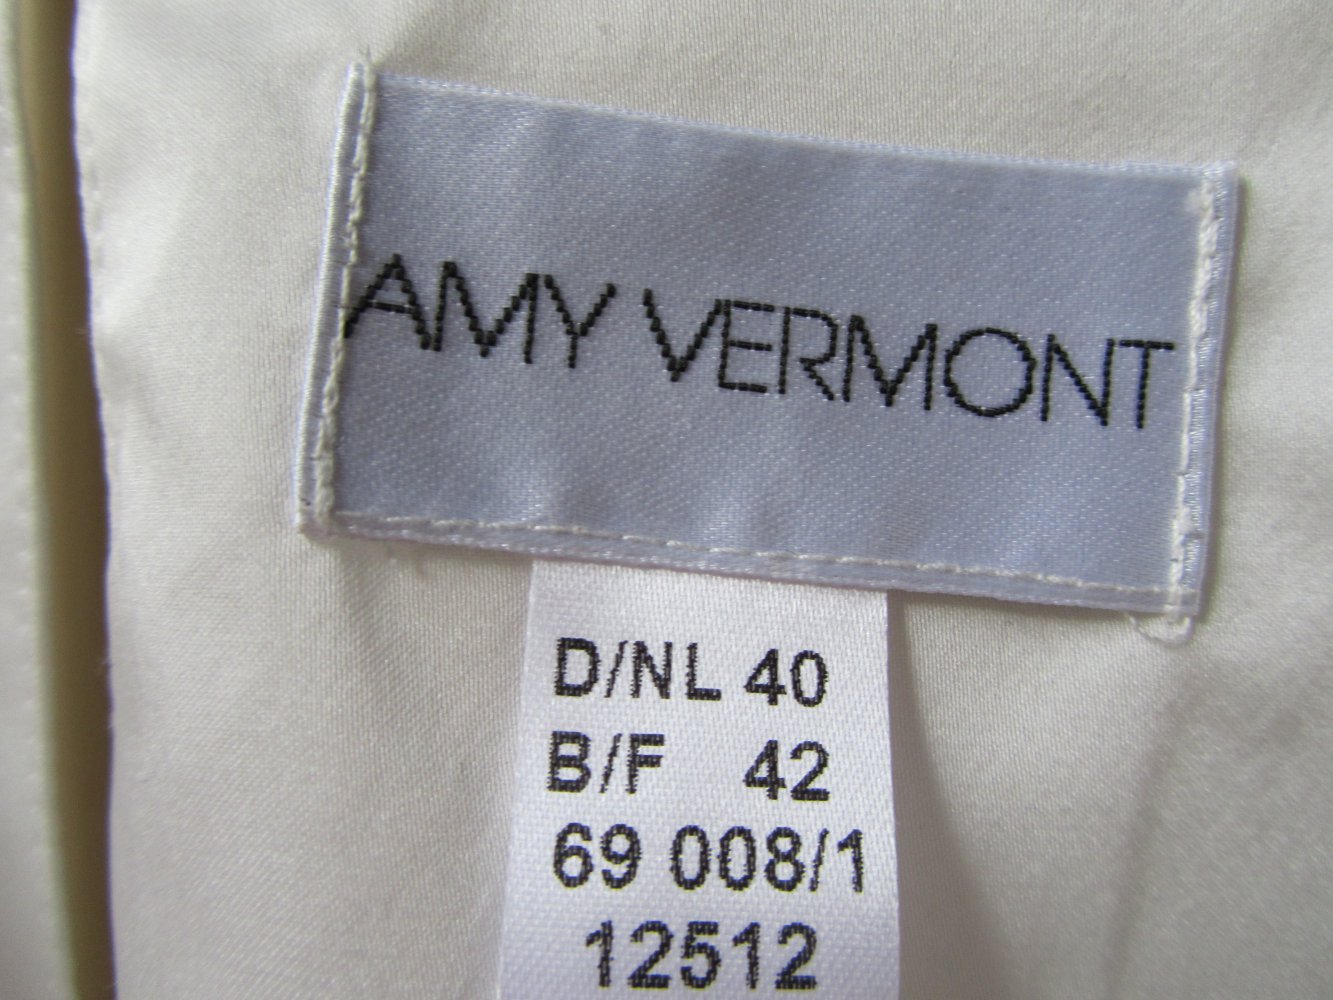 AMY VERMONT
D/NL 40
B/F 42
69 008/1
12512